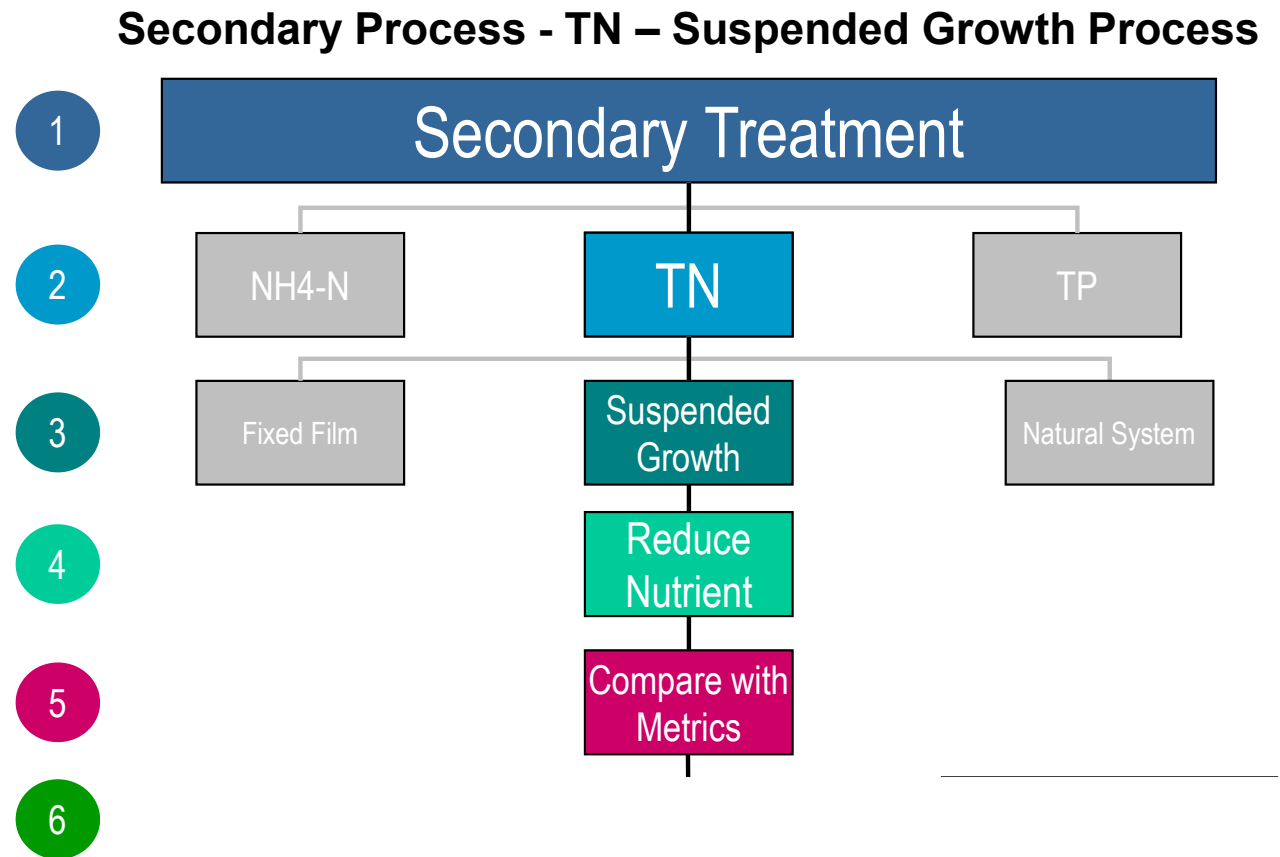 Secondary Process - TN – Suspended Growth Process
1
Secondary Treatment
2
NH4-N
TN
TP
3
Fixed Film
Suspended
Growth
Natural System
4
Reduce
Nutrient
5
Compare with
Metrics
6